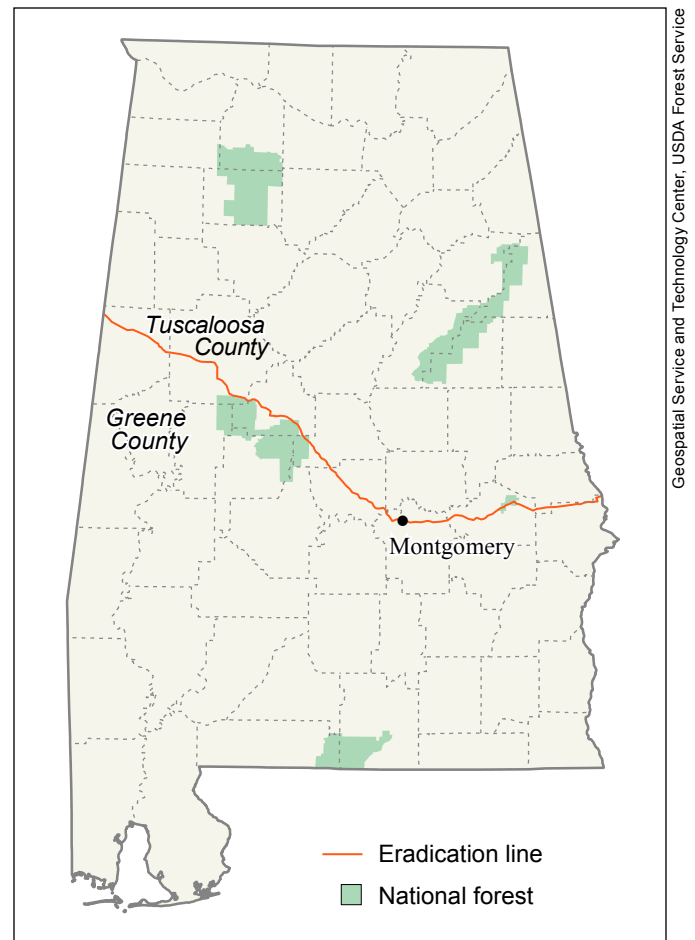 Tuscaloosa
County
Greene
County
Montgomery
Eradication line
National forest
Geospatial Service and Technology Center, USDA Forest Service